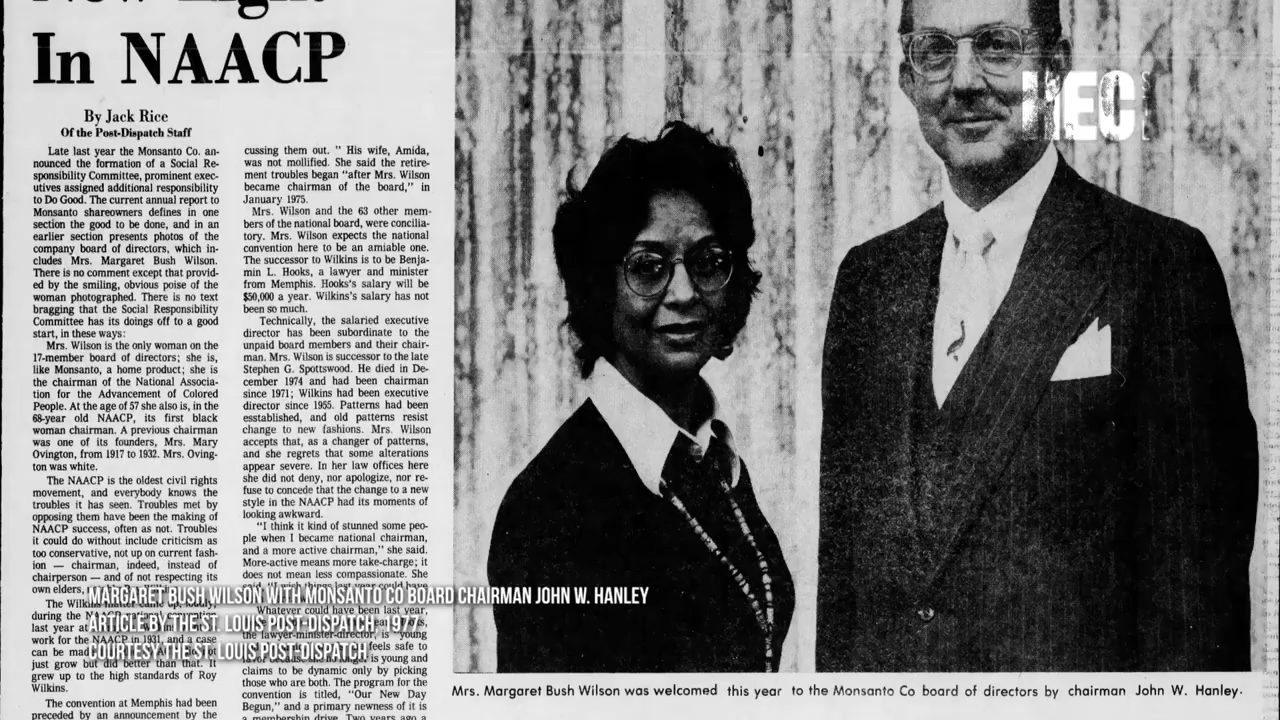 In NAACP
By Jack Rice
Of the Post-Dispatch Staff
Late last year the Monsanto Co. an-
nounced the formation of a Social Re-
sponsibility Committee, prominent exec-
utives assigned additional responsibility
to Do Good. The current annual report to
Monsanto shareowners defines in one
section the good to be done, and in an
earlier section presents photos of the
company board of directors, which in-
cludes Mrs. Margaret Bush Wilson.
There is no comment except that provid-
ed by the smiling, obvious poise of the
woman photographed. There is no text
bragging that the Social Responsibility
Committee has its doings off to a good
start, in these ways:
Mrs. Wilson is the only woman on the
17-member board of directors; she is,
like Monsanto, a home product; she is
the chairman of the National Associa-
tion for the Advancement of Colored
People. At the age of 57 she also is, in the
68-year old NAACP, its first black
woman chairman. A previous chairman
was one of its founders, Mrs. Mary
Ovington, from 1917 to 1932. Mrs. Oving-
ton was white.
The NAACP is the oldest civil rights
movement, and everybody knows the
troubles it has seen. Troubles met by
opposing them have been the making of
NAACP success, often as not. Troubles
it could do without include criticism as
too conservative, not up on current fash-
ion — chairman, indeed, instead of
chairperson — and of not respecting its
own elders,
The
during the
last year at
work for the NAACP in 1931, and a case
can be made
just grow but did better than that. It
grew up to the high standards of Roy
Wilkins.
The convention at Memphis had been
preceded by an announcement by the
cussing them out. " His wife, Amida,
was not mollified. She said the retire-
ment troubles began "after Mrs. Wilson
became chairman of the board," in
January 1975.
Mrs. Wilson and the 63 other mem-
bers of the national board, were concilia-
tory. Mrs. Wilson expects the national
convention here to be an amiable one.
The successor to Wilkins is to be Benja-
min L. Hooks, a lawyer and minister
from Memphis. Hooks's salary will be
$50,000 a year. Wilkins's salary has not
been so much.
Technically, the salaried executive
director has been subordinate to the
unpaid board members and their chair-
man. Mrs. Wilson is successor to the late
Stephen G. Spottswood. He died in De-
cember 1974 and had been chairman
since 1971; Wilkins had been executive
director since 1955. Patterns had been
esstablished, and old patterns resist
change to new fashions. Mrs. Wilson
accepts that, as a changer of patterns,
and she regrets that some alterations
appear severe. In her law offices here
she did not deny, nor apologize, nor re-
fuse to concede that the change to a new
style in the NAACP had its moments of
looking awkward.
"I think it kind of stunned some peo-
ple when I became national chairman,
and a more active chairman," she said.
More-active means more take-charge; it
does not mean less compassionate. She
Whatever could have been last year,
the lawyer-minister-director, is "young
feels safe to
is young and
claims to be dynamic only by picking
those who are both. The program for the
convention is titled, "Our New Day
Begun," and a primary newness of it is
a membership drive. Two years ago a
HEC
MARGARET BUSH WILSON WITH MONSANTO CO BOARD CHAIRMAN JOHN W. HANLEY
ARTICLE BY THE ST. LOUIS POST-DISPATCH, 1977
COURTESY THE ST. LOUIS POST-DISPATCH
Mrs. Margaret Bush Wilson was welcomed this year to the Monsanto Co board of directors by chairman John W. Hanley.